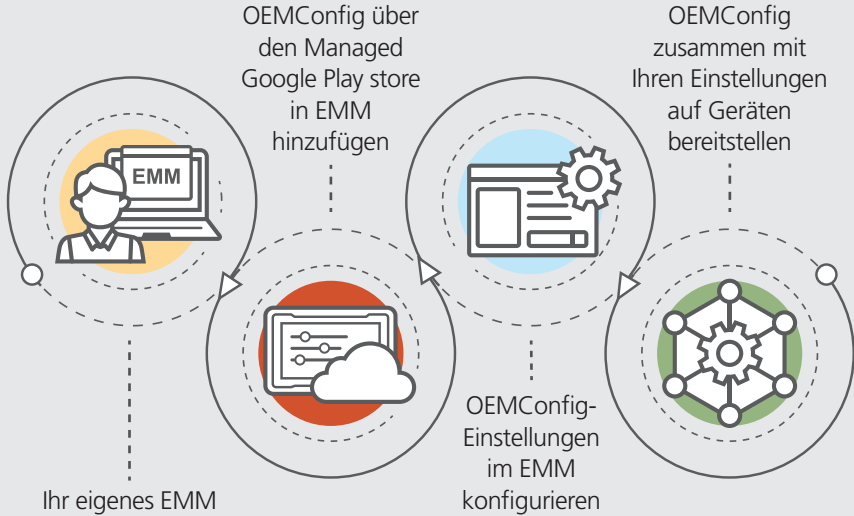 EMM
Ihr eigenes EMM
OEMConfig über
den Managed
Google Play store
in EMM
hinzufügen
OEMConfig-
Einstellungen
im EMM
konfigurieren
OEMConfig
zusammen mit
Ihren Einstellungen
auf Geräten
bereitstellen